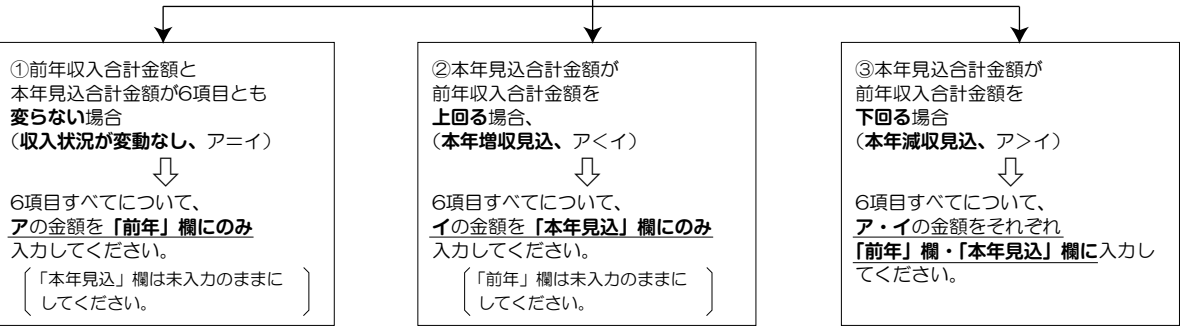 ①前年収入合計金額と
本年見込合計金額が6項目とも
変らない場合
(収入状況が変動なし、ア=イ)
6項目すべてについて、
アの金額を「前年」欄にのみ
入力してください。
「本年見込」欄は未入力のままに
してください。
②本年見込合計金額が
前年収入合計金額を
上回る場合、
(本年増収見込、ア<イ)
6項目すべてについて、
イの金額を「本年見込」欄にのみ
入力してください。
「前年」欄は未入力のままに
してください。
③本年見込合計金額が
前年収入合計金額を
下回る場合
(本年減収見込、ア>イ)
6項目すべてについて、
ア・イの金額をそれぞれ
「前年」欄・「本年見込」欄に入力し
てください。